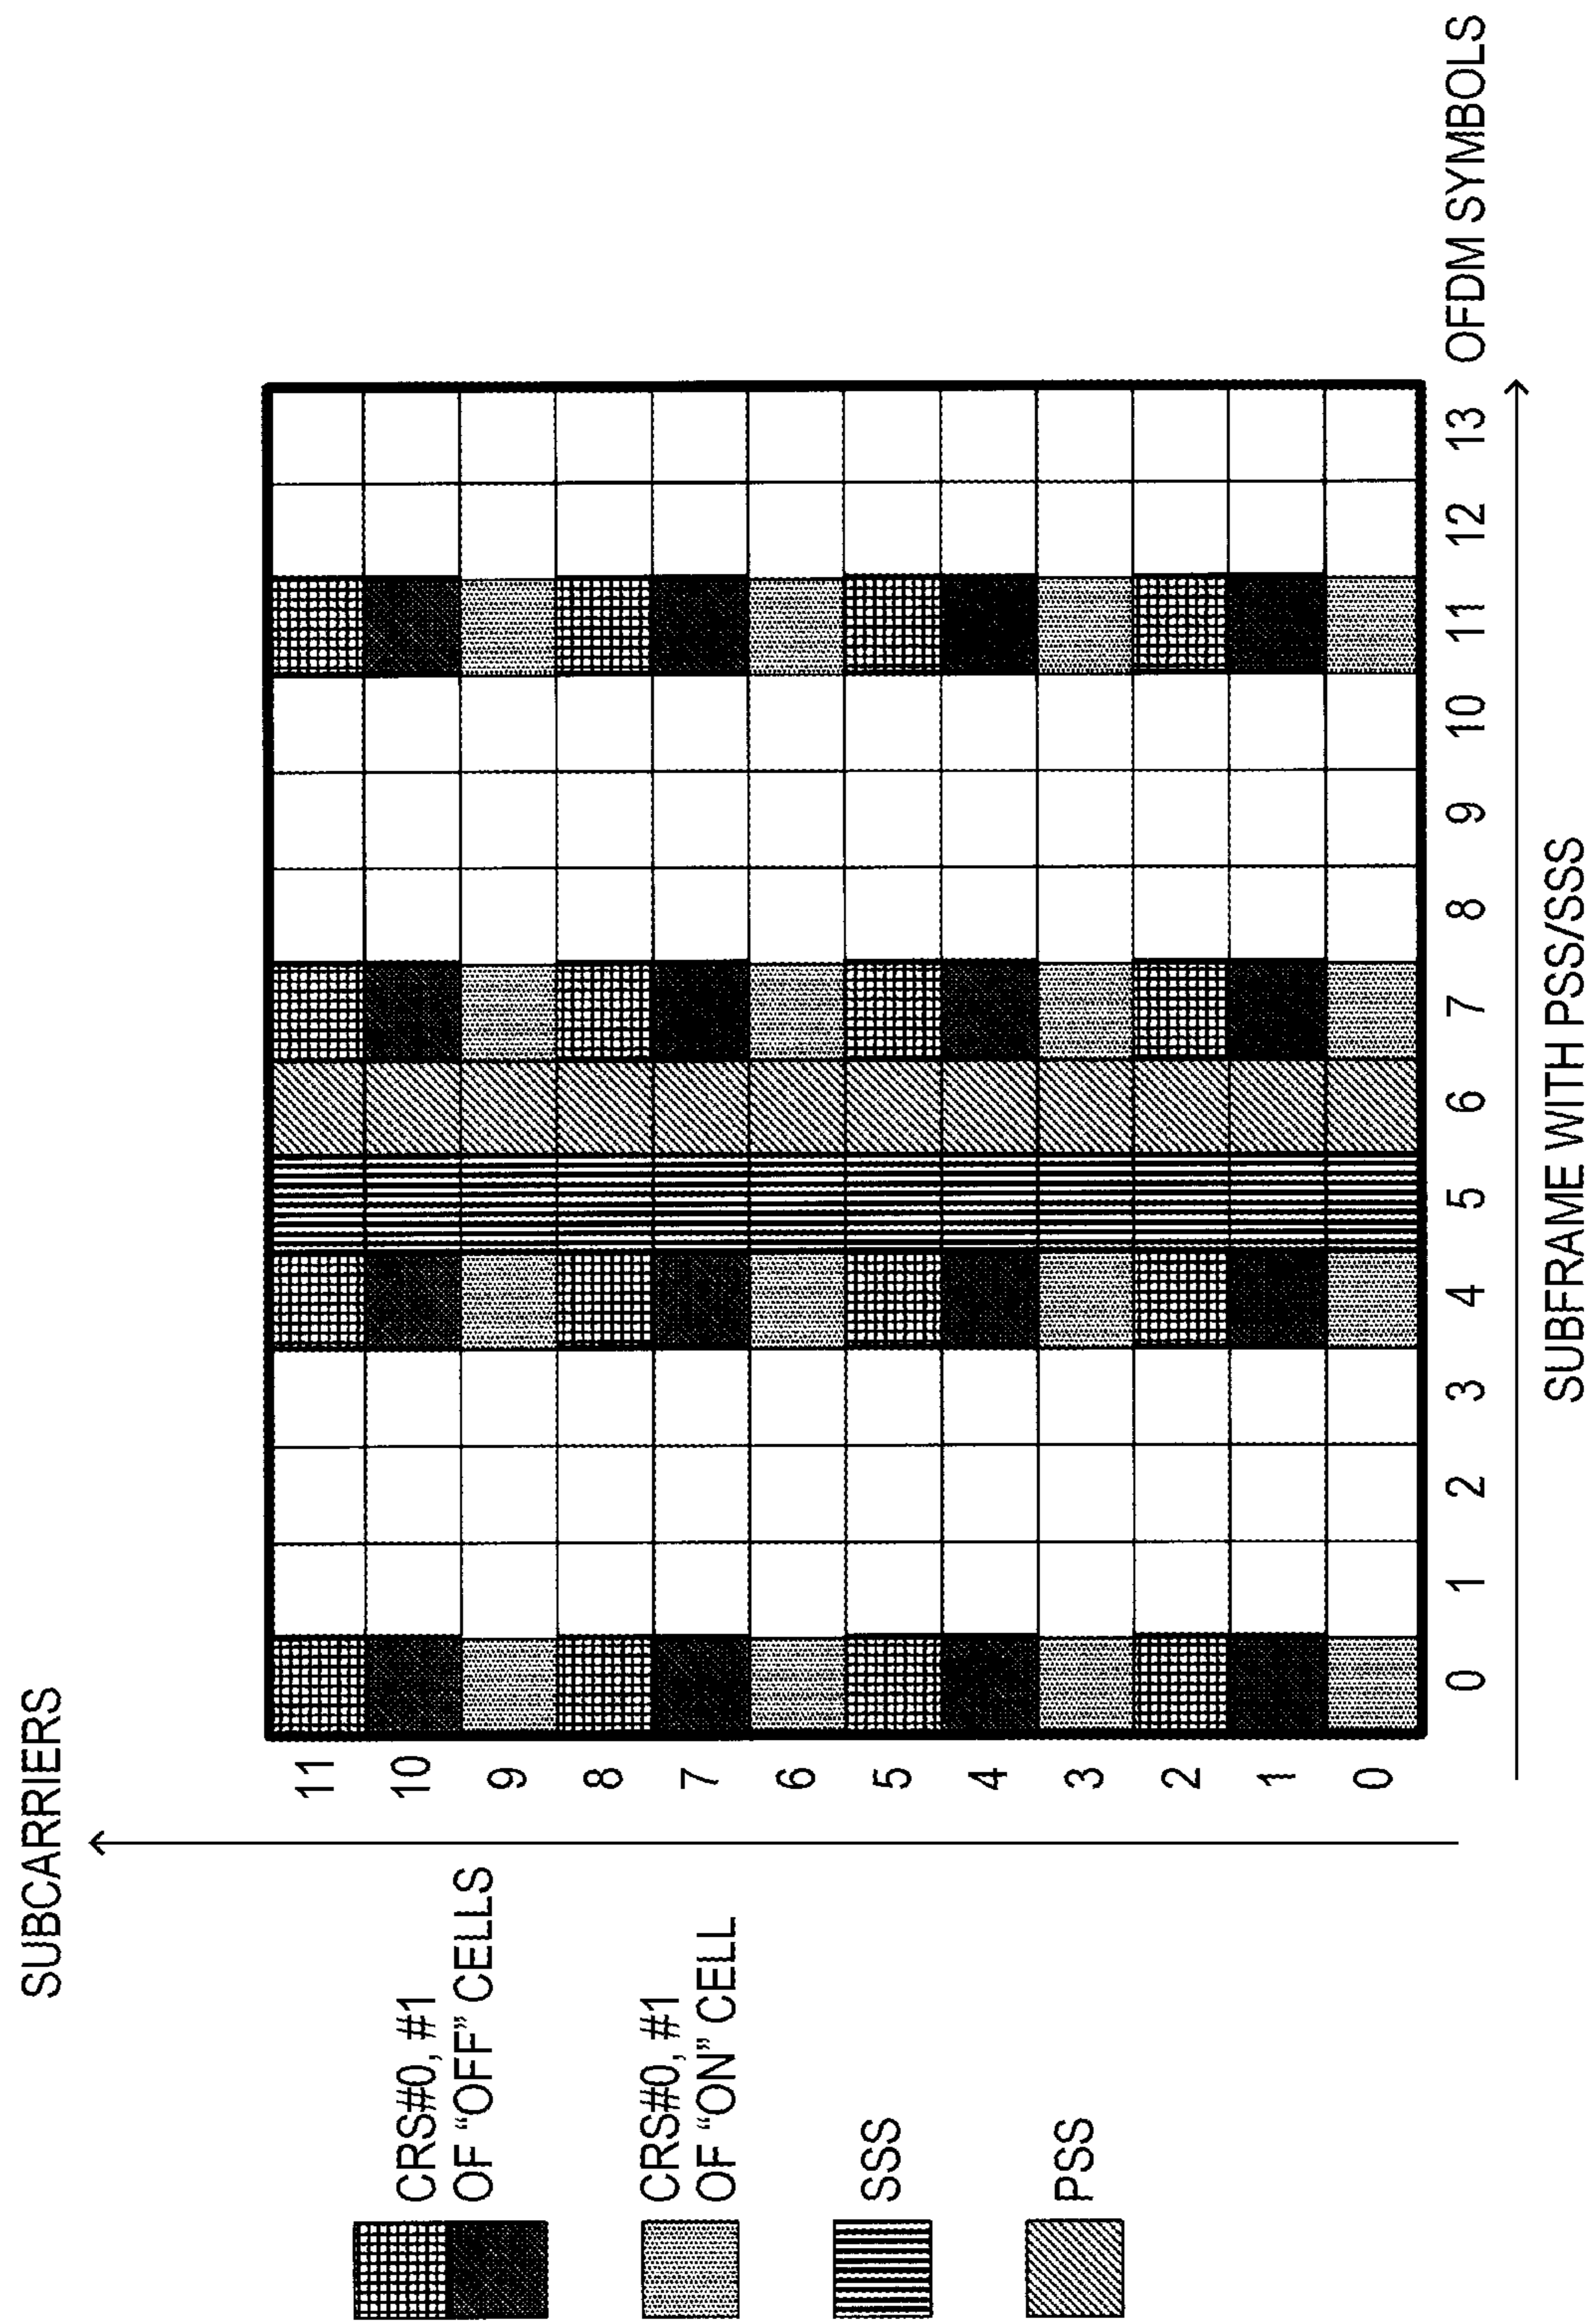 SUBCARRIERS
11
10
9
8
7
6
5
4
3
2
1
0
0 1 2 3 4 5 6 7 8 9 10 11 12 13
OFDM SYMBOLS
SUBFRAME WITH PSS/SSS
CRS#0, #1
OF “OFF” CELLS
CRS#0, #1
OF “ON” CELL
SSS
PSS